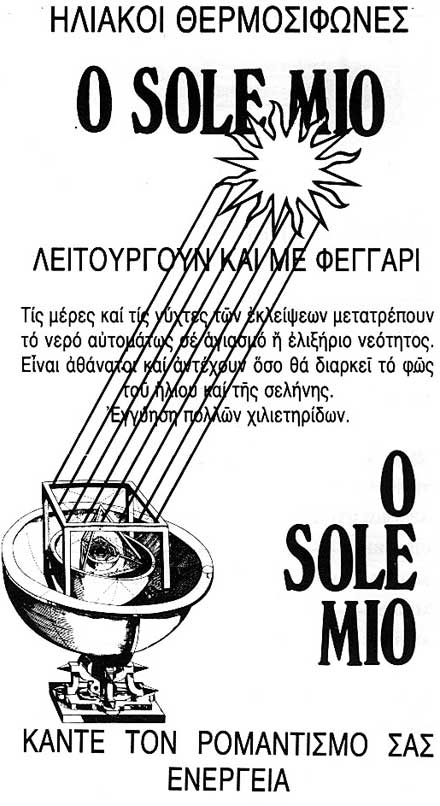 ΗΛΙΑΚΟΙ ΘΕΡΜΟΣΙΦΩΝΕΣ
O SOLE MIO
ΛΕΙΤΟΥΡΓΟΥΝ ΚΑΙ ΜΕ ΦΕΓΓΑΡΙ
Τίς μέρες καί τίς νύχτες τῶν ἐκλείψεων μετατρέπουν
τό νερό αὐτομάτως σέ ἁγιασμό ἤ ἐλιξήριο νεότητος.
Εἶναι ἀθάνατοι καί ἀντέχουν ὅσο θά διαρκεῖ τό φῶς
τοῦ ἥλιου καί τῆς σελήνης.
Ἐγγύηση πολλῶν χιλιετηρίδων.
O
SOLE
MIO
ΚΑΝΤΕ ΤΟΝ ΡΟΜΑΝΤΙΣΜΟ ΣΑΣ
ΕΝΕΡΓΕΙΑ